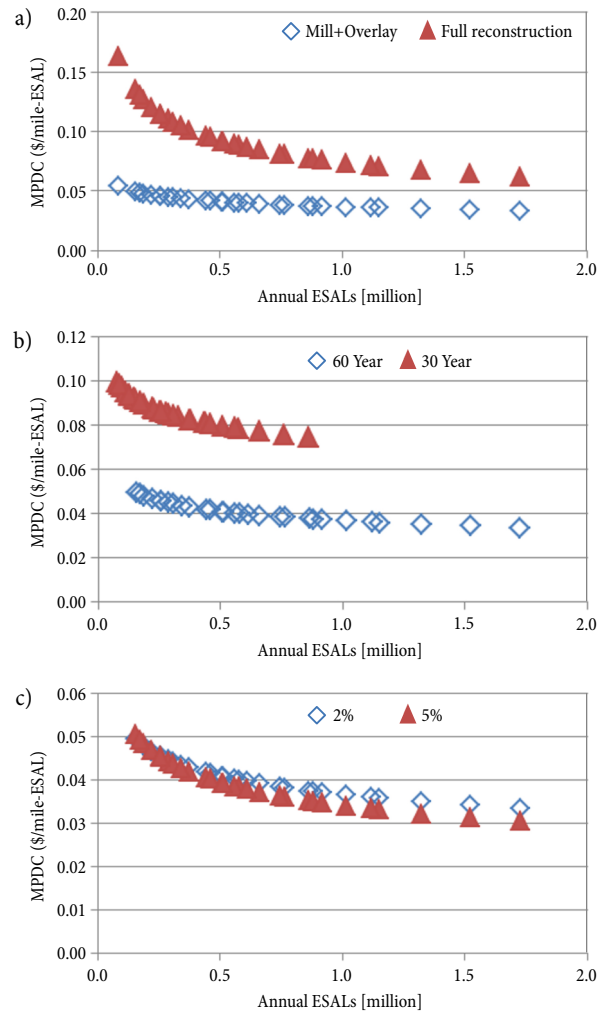 a)
Mill+Overlay Full reconstruction
0.20
0.15
0.10
0.05
0.00
MPDC ($/mile-ESAL)
0.0 0.5 1.0 1.5 2.0
Annual ESALs [million]
b)
60 Year 30 Year
0.12
0.10
0.08
0.06
0.04
0.02
0.00
MPDC ($/mile-ESAL)
0.0 0.5 1.0 1.5 2.0
Annual ESALs [million]
c)
2% 5%
0.06
0.05
0.04
0.03
0.02
0.01
0.00
MPDC ($/mile-ESAL)
0.0 0.5 1.0 1.5 2.0
Annual ESALs [million]